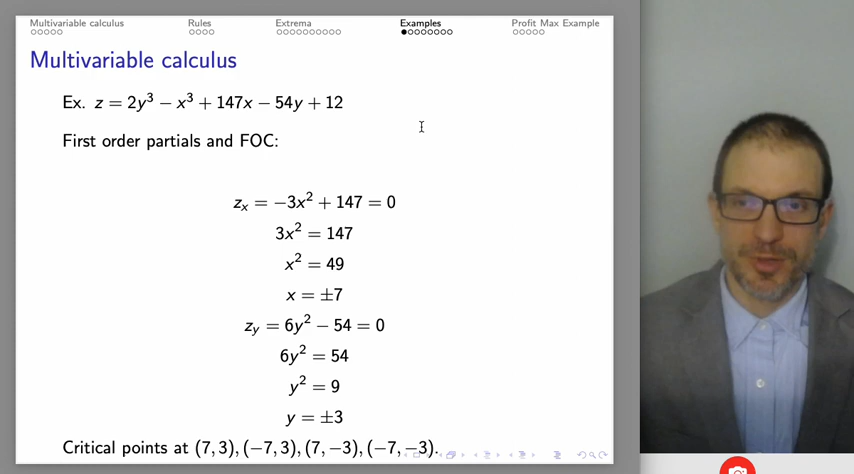 Multivariable calculus Rules Extrema Examples Profit Max Example
Multivariable calculus
Ex. z = 2y³ − x³ + 147x − 54y + 12
First order partials and FOC:
zₓ = −3x² + 147 = 0
3x² = 147
x² = 49
x = ±7
z_y = 6y² − 54 = 0
6y² = 54
y² = 9
y = ±3
Critical points at (7, 3), (−7, 3), (7, −3), (−7, −3).